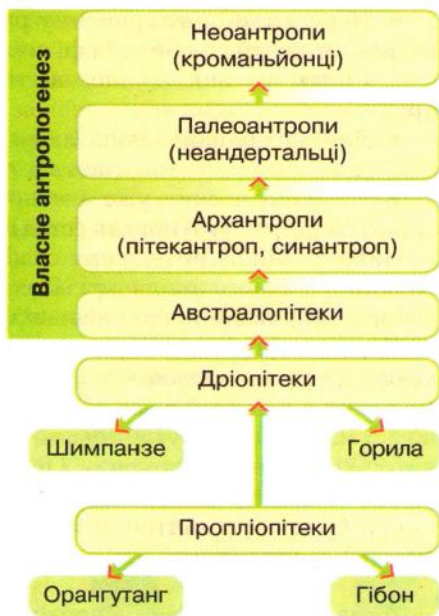 Власне антропогенез
Неоантропи
(кроманьйонці)
Палеоантропи
(неандертальці)
Архантропи
(пітекантроп, синантроп)
Австралопітеки
Дріопітеки
Шимпанзе
Горила
Пропліопітеки
Орангутанг
Гібон